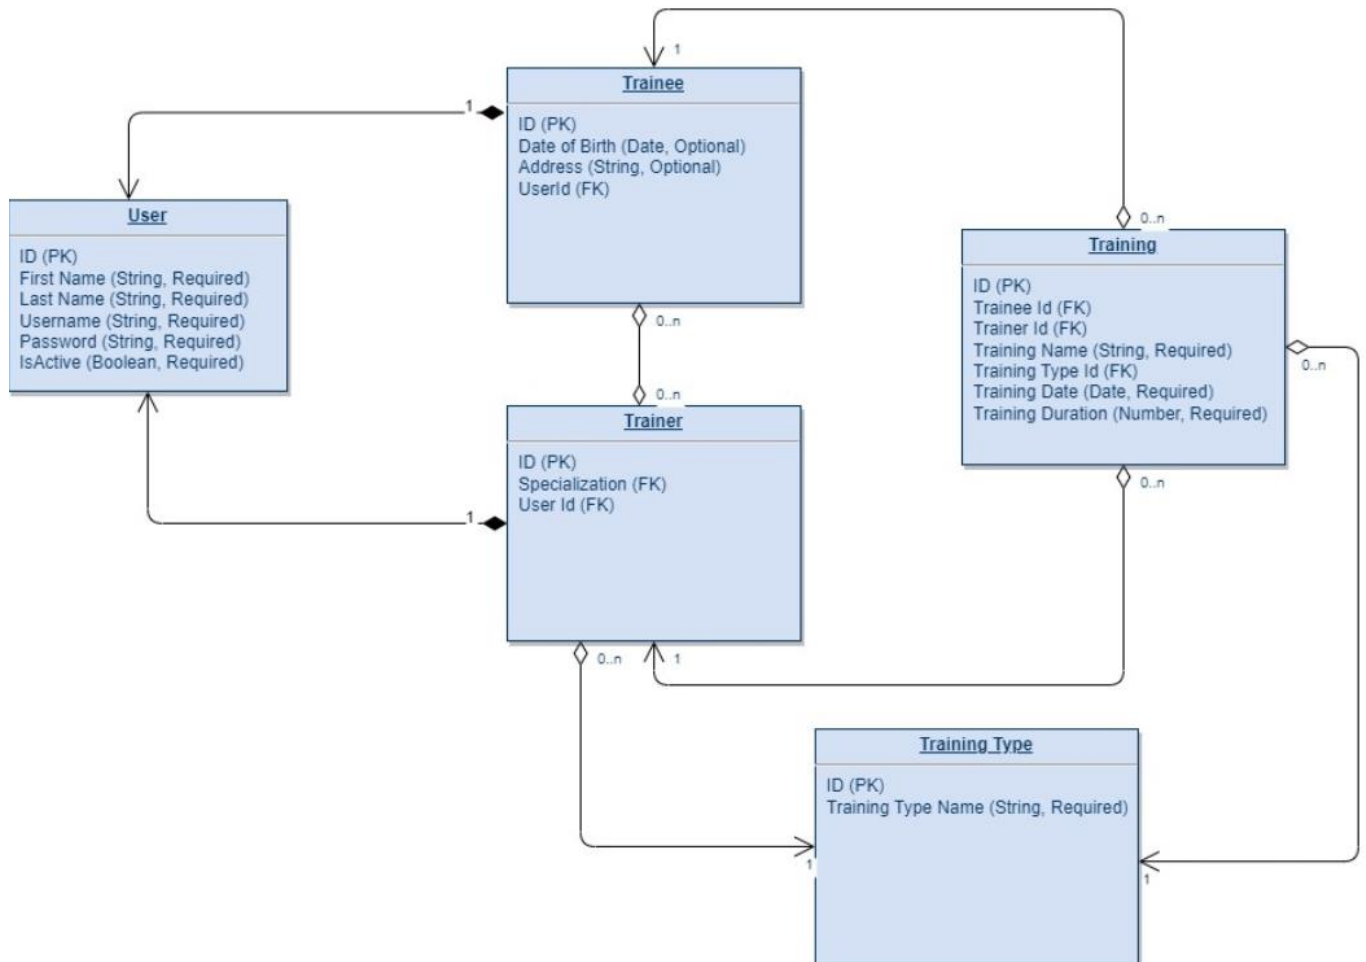 1
Trainee
ID (PK)
Date of Birth (Date, Optional)
Address (String, Optional)
UserId (FK)
0..n
1
User
ID (PK)
First Name (String, Required)
Last Name (String, Required)
Username (String, Required)
Password (String, Required)
IsActive (Boolean, Required)
0..n
Training
ID (PK)
Trainee Id (FK)
Trainer Id (FK)
Training Name (String, Required)
Training Type Id (FK)
Training Date (Date, Required)
Training Duration (Number, Required)
0..n
0..n
0..n
Trainer
ID (PK)
Specialization (FK)
User Id (FK)
1
0..n
1
Training Type
ID (PK)
Training Type Name (String, Required)
1
1